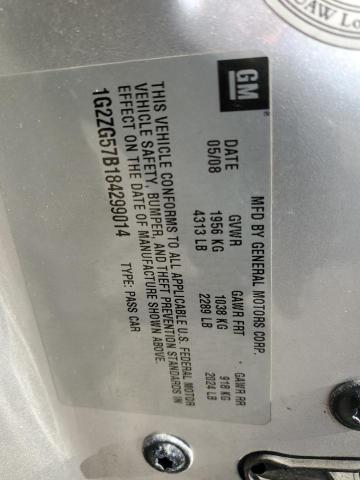 GM
MFD BY GENERAL MOTORS CORP.
DATE GVWR GAWR FRT GAWR RR
05/08 1956 KG 1038 KG 918 KG
4313 LB 2289 LB 2024 LB
THIS VEHICLE CONFORMS TO ALL APPLICABLE U.S. FEDERAL MOTOR
VEHICLE SAFETY, BUMPER, AND THEFT PREVENTION STANDARDS IN
EFFECT ON THE DATE OF MANUFACTURE SHOWN ABOVE.
1G2ZG57B184299014 TYPE: PASS CAR